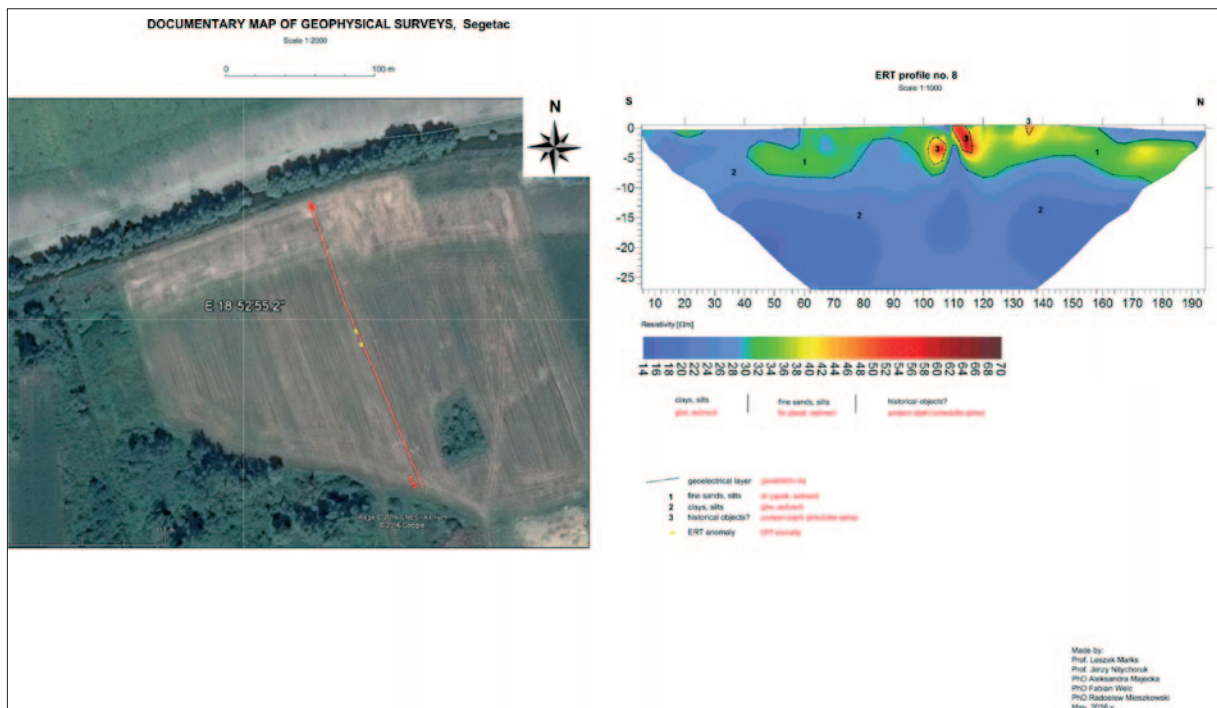 DOCUMENTARY MAP OF GEOPHYSICAL SURVEYS, Segetac
Scale 1:2000
0 100 m
N
E 18°52'55.2"
© 2016 Google
ERT profile no. 8
Scale 1:1000
S N
0
-5
-10
-15
-20
-25
3
3
3
1
1
2
2
2
10 20 30 40 50 60 70 80 90 100 110 120 130 140 150 160 170 180 190
Resistivity [Ωm]
14 16 18 20 22 24 26 28 30 32 34 36 38 40 42 44 46 48 50 52 54 56 58 60 62 64 66 68 70
clays, silts fine sands, silts historical objects?
geoelectrical layer
1 fine sands, silts
2 clays, silts
3 historical objects?
ERT anomaly
Made by:
Prof. Leszek Marks
Prof. Jerzy Nitychoruk
PhD Aleksandra Majecka
PhD Fabian Welc
PhD Radosław Mieszkowski
May, 2016